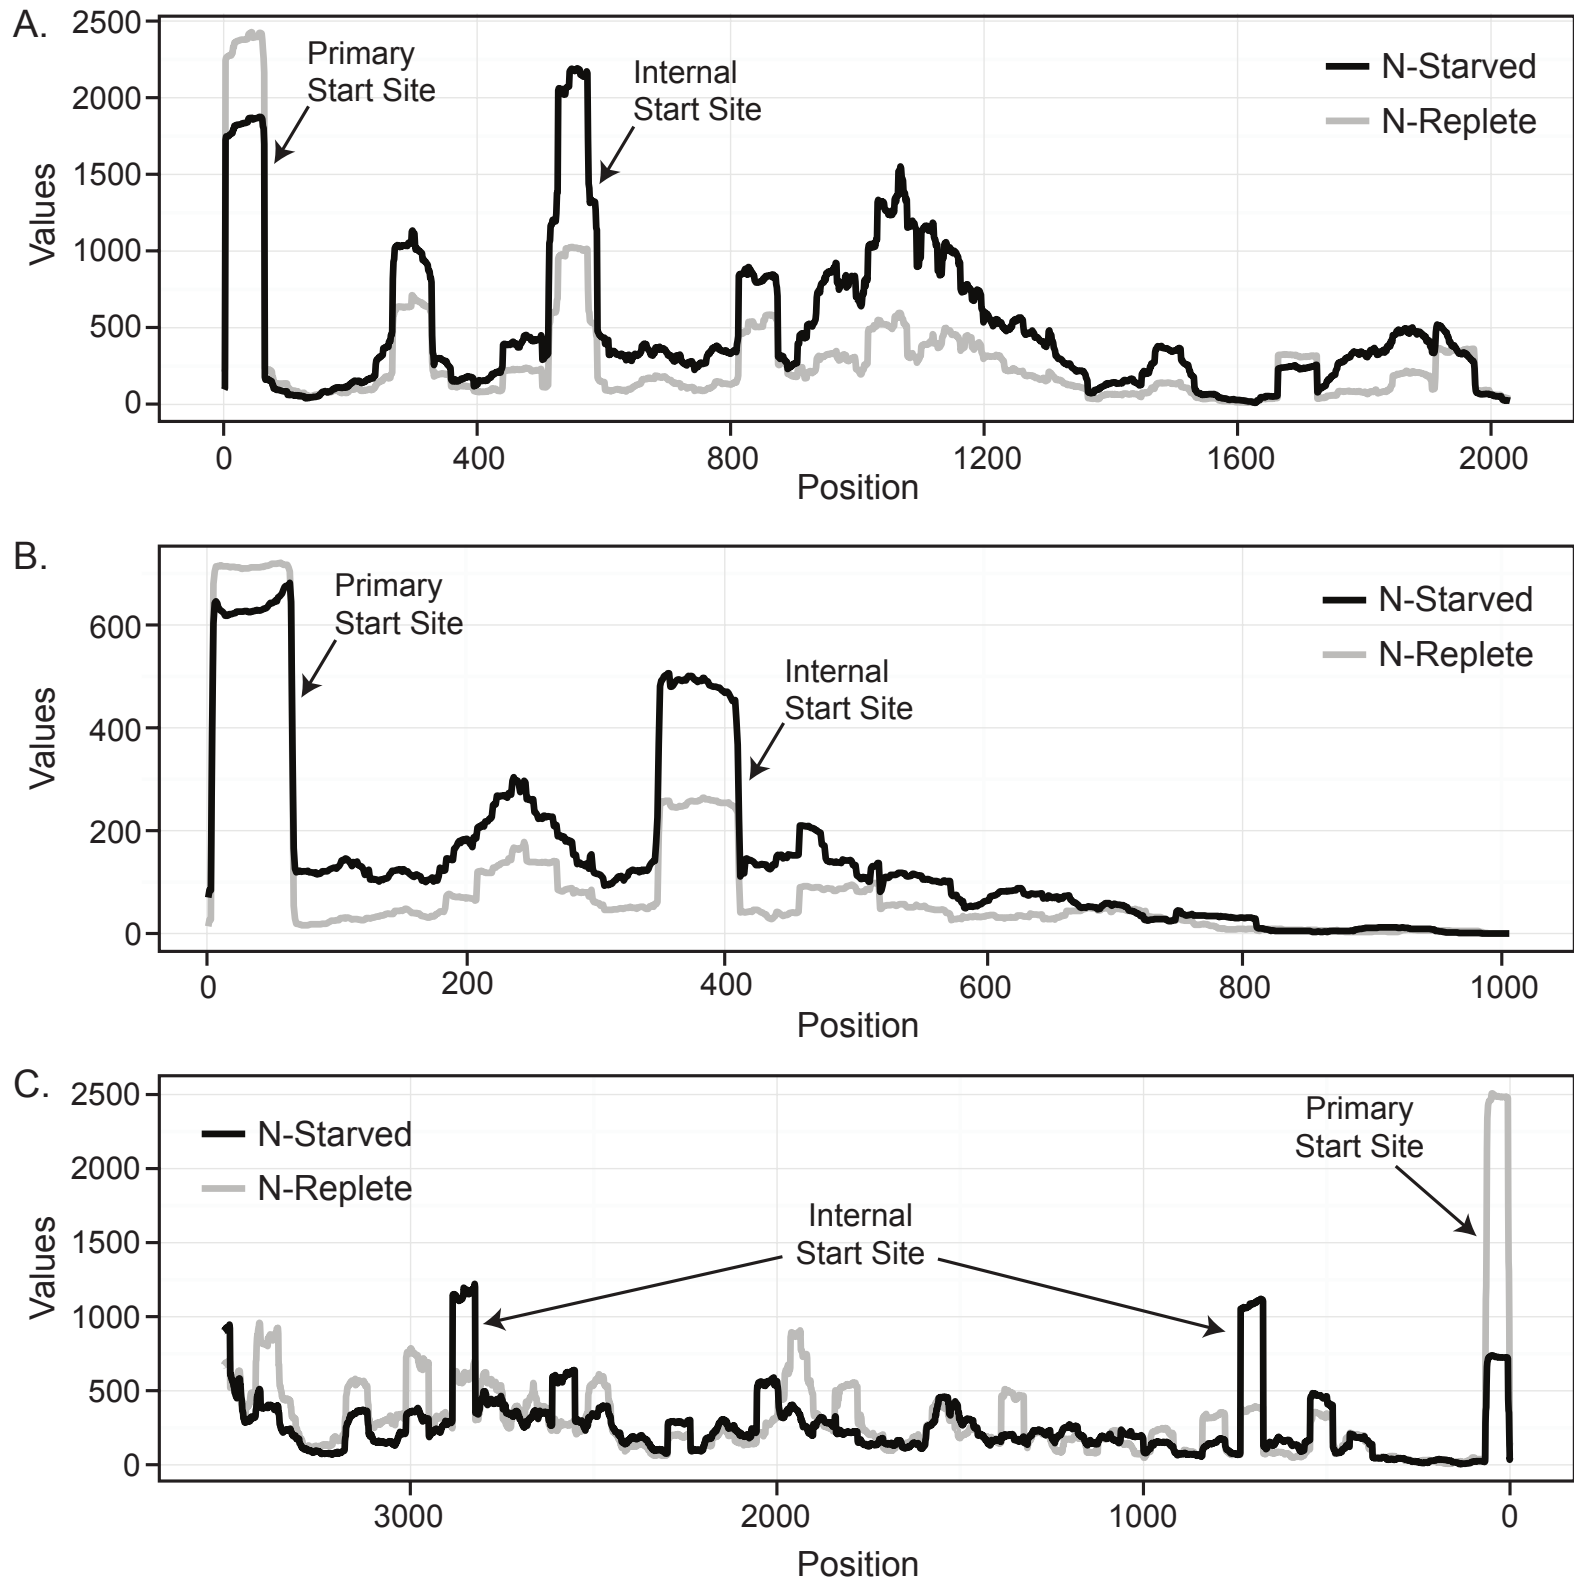 A.
2500
2000
1500
1000
500
0
Values
Primary
Start Site
Internal
Start Site
N-Starved
N-Replete
0 400 800 1200 1600 2000
Position
B.
600
400
200
0
Values
Primary
Start Site
Internal
Start Site
N-Starved
N-Replete
0 200 400 600 800 1000
Position
C.
2500
2000
1500
1000
500
0
Values
N-Starved
N-Replete
Internal
Start Site
Primary
Start Site
3000 2000 1000 0
Position